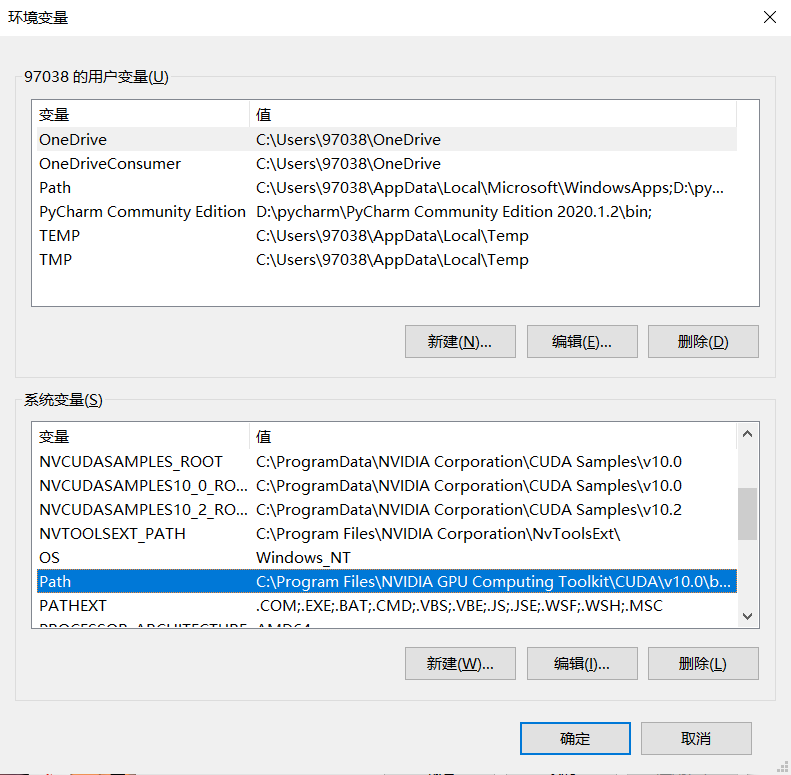 环境变量
97038 的用户变量(U)
变量 值
OneDrive C:\Users\97038\OneDrive
OneDriveConsumer C:\Users\97038\OneDrive
Path C:\Users\97038\AppData\Local\Microsoft\WindowsApps;D:\py...
PyCharm Community Edition D:\pycharm\PyCharm Community Edition 2020.1.2\bin;
TEMP C:\Users\97038\AppData\Local\Temp
TMP C:\Users\97038\AppData\Local\Temp
新建(N)... 编辑(E)... 删除(D)
系统变量(S)
变量 值
NVCUDASAMPLES_ROOT C:\ProgramData\NVIDIA Corporation\CUDA Samples\v10.0
NVCUDASAMPLES10_0_RO... C:\ProgramData\NVIDIA Corporation\CUDA Samples\v10.0
NVCUDASAMPLES10_2_RO... C:\ProgramData\NVIDIA Corporation\CUDA Samples\v10.2
NVTOOLSEXT_PATH C:\Program Files\NVIDIA Corporation\NvToolsExt\
OS Windows_NT
Path C:\Program Files\NVIDIA GPU Computing Toolkit\CUDA\v10.0\b...
PATHEXT .COM;.EXE;.BAT;.CMD;.VBS;.VBE;.JS;.JSE;.WSF;.WSH;.MSC
PROCESSOR_ARCHITECTURE AMD64
新建(W)... 编辑(I)... 删除(L)
确定 取消